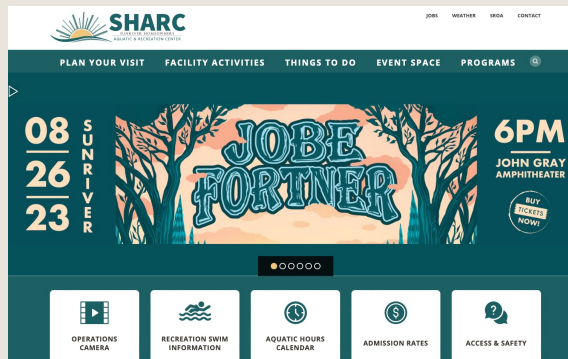 SHARC
SUNRIVER HOMEOWNERS
AQUATIC & RECREATION CENTER
JOBS WEATHER SROA CONTACT
PLAN YOUR VISIT FACILITY ACTIVITIES THINGS TO DO EVENT SPACE PROGRAMS
08
26
23
SUNRIVER
JOBE
FORTNER
6PM
JOHN GRAY
AMPHITHEATER
BUY
TICKETS
NOW!
OPERATIONS
CAMERA
RECREATION SWIM
INFORMATION
AQUATIC HOURS
CALENDAR
$
ADMISSION RATES
?
ACCESS & SAFETY